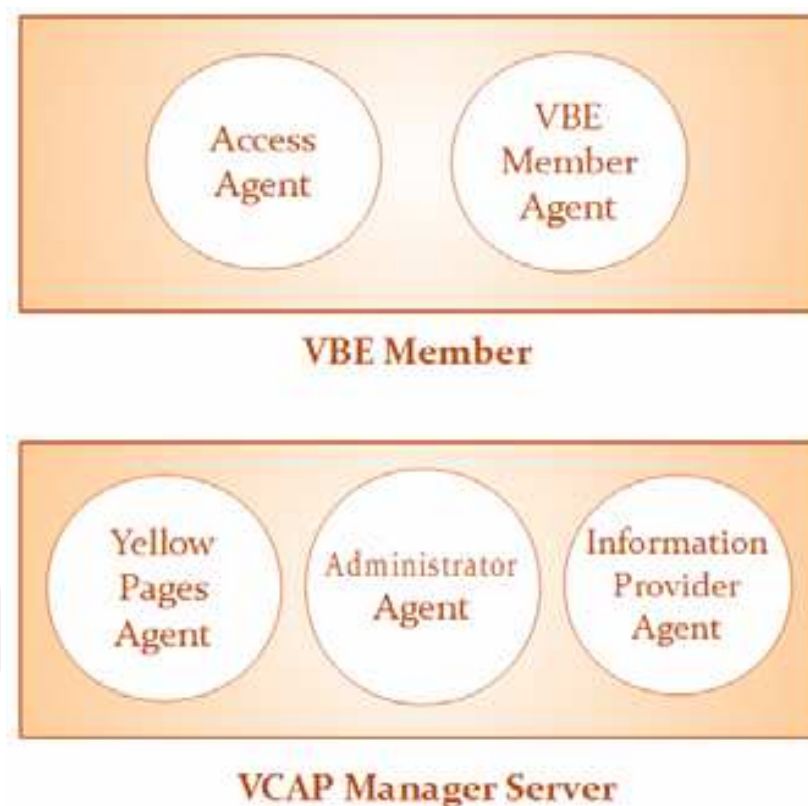 Access
Agent
VBE
Member
Agent
VBE Member
Yellow
Pages
Agent
Administrator
Agent
Information
Provider
Agent
VCAP Manager Server